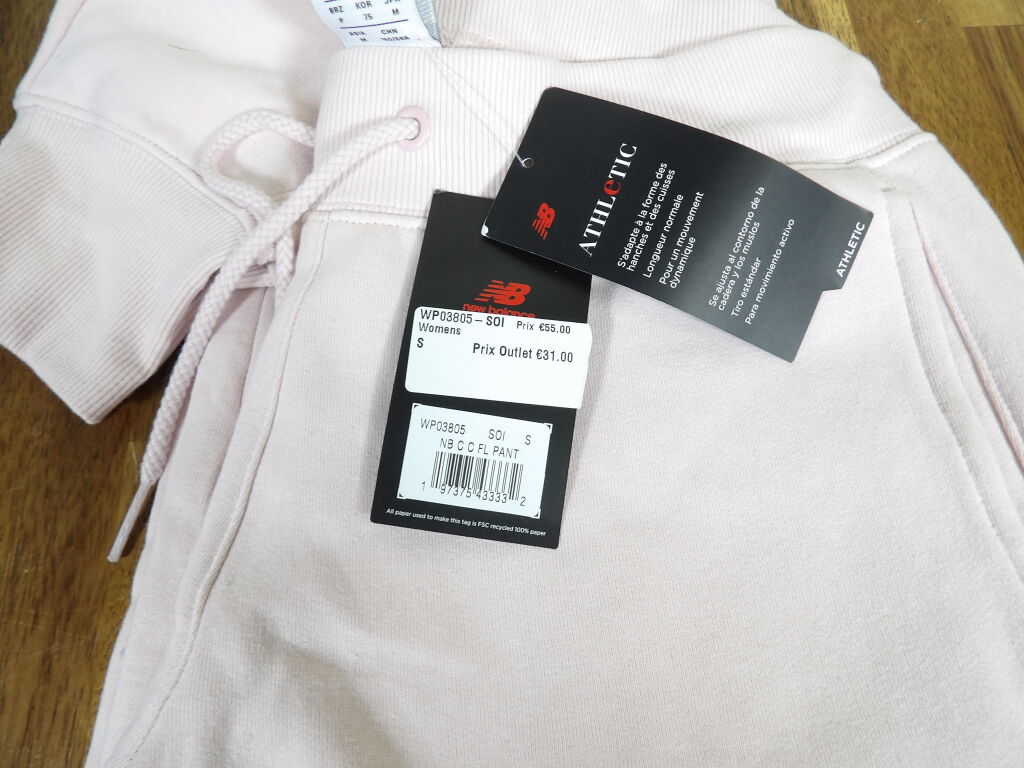 BRZ KOR JPN
P 75 M
ASIA CHN
M 160/68A
ATHLeTIC
S'adapte à la forme des
hanches et des cuisses
Longueur normale
Pour un mouvement
dynamique
Se ajusta al contorno de la
cadera y los muslos
Tiro estándar
Para movimiento activo
ATHLETIC
new balance
WP03805-SOI Prix €55.00
Womens
S Prix Outlet €31.00
WP03805 SOI S
NB C C FL PANT
1 97375 43333 2
All paper used to make this tag is FSC recycled 100% paper